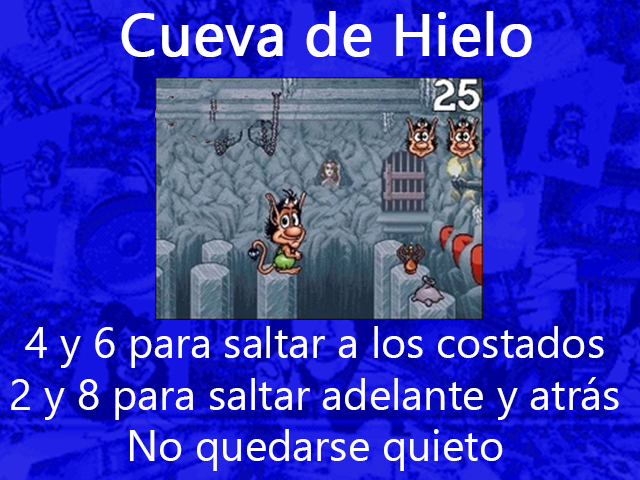 Cueva de Hielo
25
4 y 6 para saltar a los costados
2 y 8 para saltar adelante y atrás
No quedarse quieto